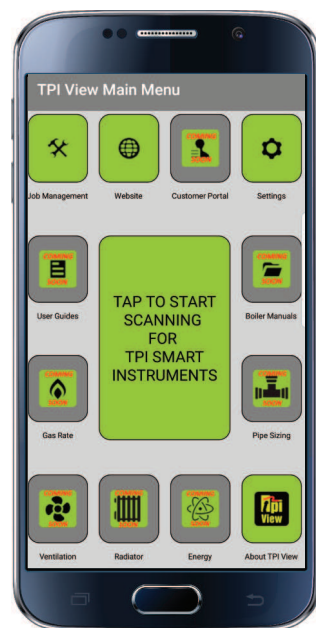 TPI View Main Menu
COMING
SOON
Job Management
Website
Customer Portal
Settings
COMING
SOON
TAP TO START
SCANNING
FOR
TPI SMART
INSTRUMENTS
COMING
SOON
User Guides
Boiler Manuals
COMING
SOON
COMING
SOON
Gas Rate
Pipe Sizing
COMING
SOON
COMING
SOON
COMING
SOON
Tpi
View
Ventilation
Radiator
Energy
About TPI View